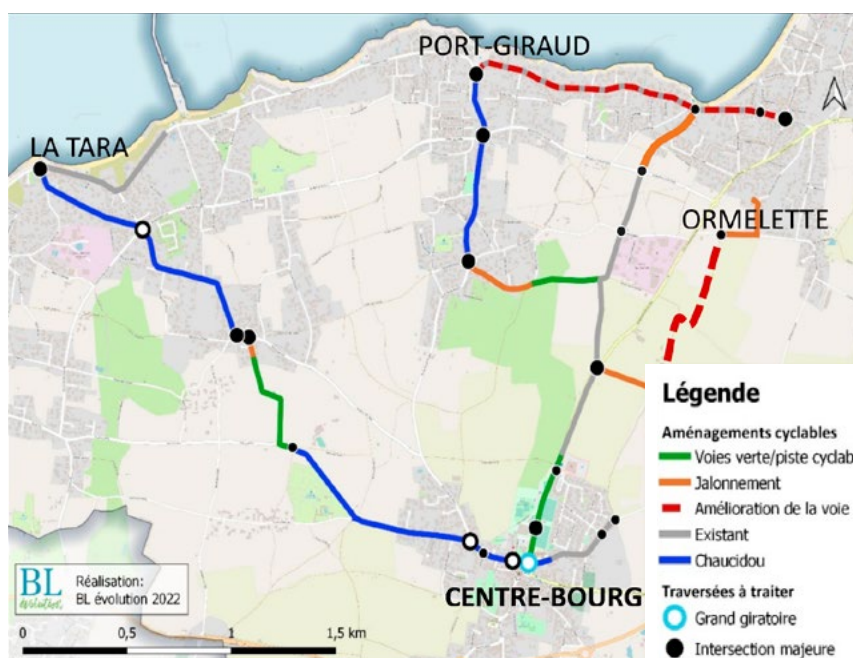 PORT-GIRAUD
LA TARA
ORMELETTE
Légende
Aménagements cyclables
Voies verte/piste cyclab
Jalonnement
Amélioration de la voie
Existant
Chaucidou
Traversées à traiter
Grand giratoire
Intersection majeure
CENTRE-BOURG
BL
évolution
Réalisation:
BL évolution 2022
0 0,5 1 1,5 km